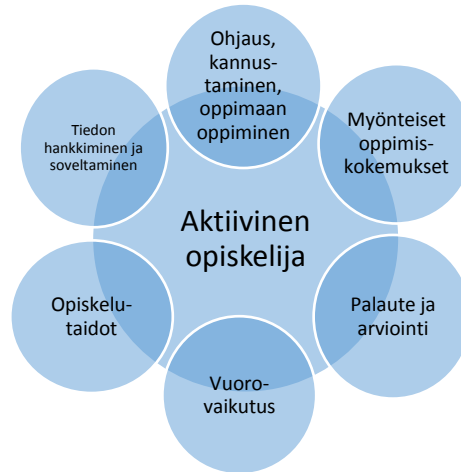 Ohjaus,
kannus-
taminen,
oppimaan
oppiminen
Myönteiset
oppimis-
kokemukset
Tiedon
hankkiminen ja
soveltaminen
Aktiivinen
opiskelija
Opiskelu-
taidot
Palaute ja
arviointi
Vuoro-
vaikutus